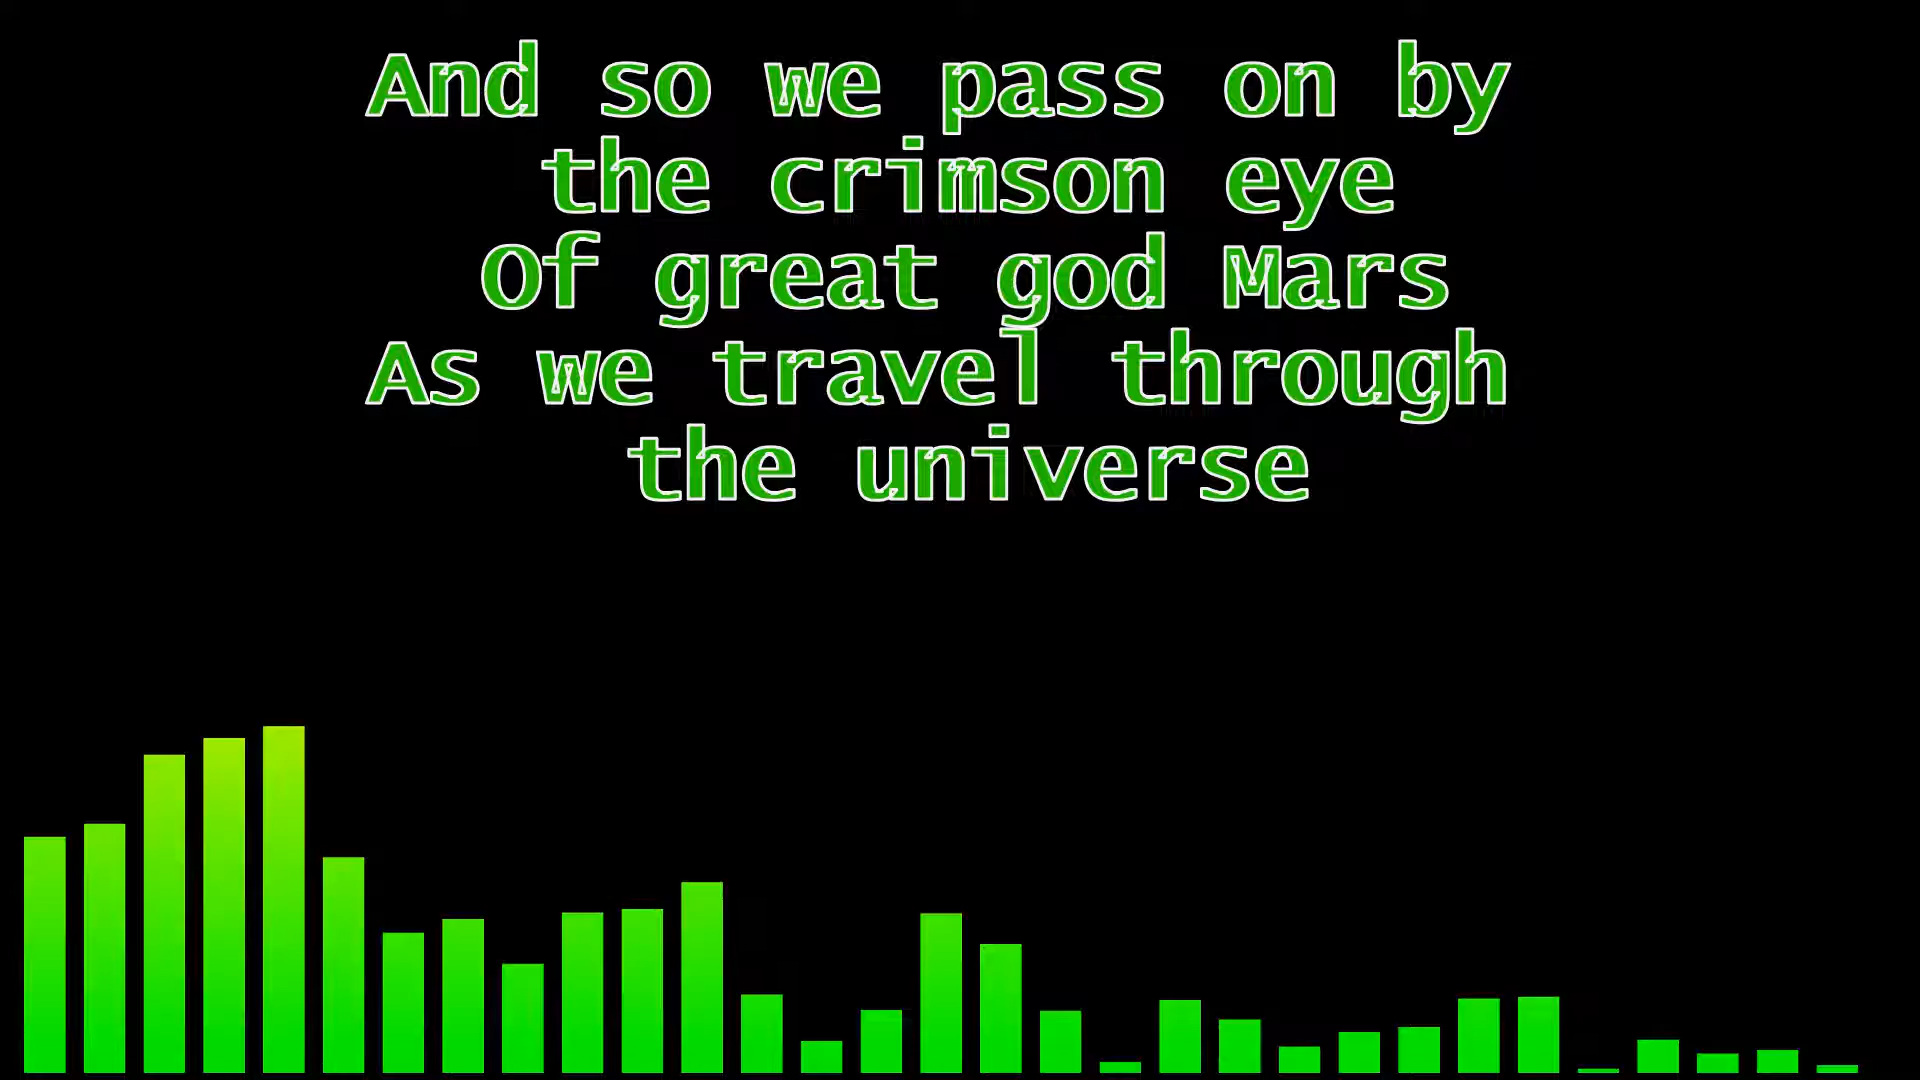 And so we pass on by
the crimson eye
Of great god Mars
As we travel through
the universe